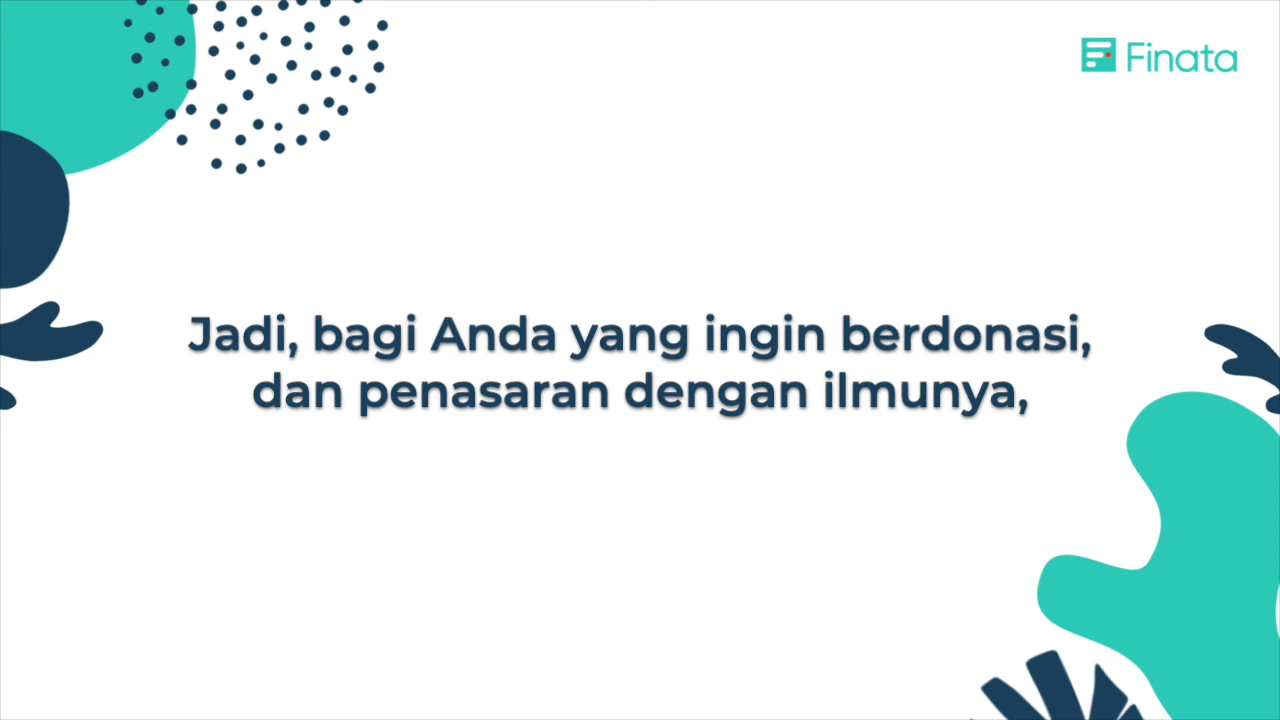 Finata
Jadi, bagi Anda yang ingin berdonasi,
dan penasaran dengan ilmunya,